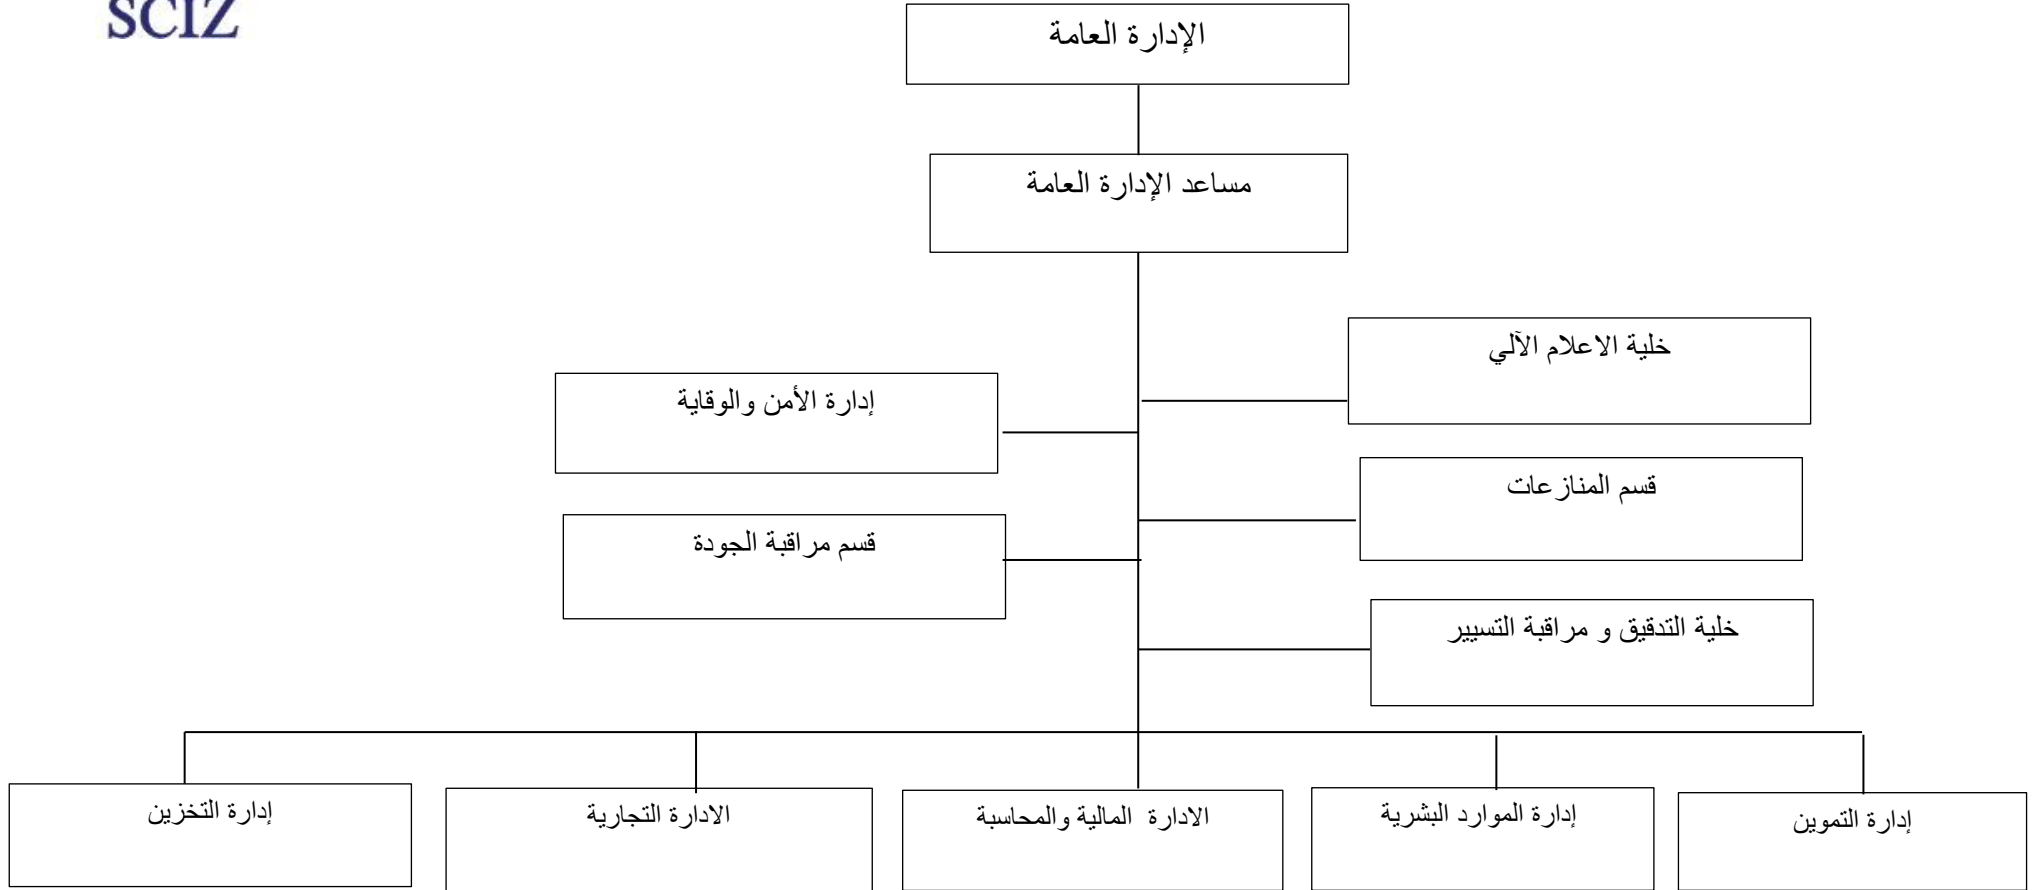 SCIZ
الإدارة العامة
مساعد الإدارة العامة
خلية الاعلام الآلي
إدارة الأمن والوقاية
قسم المنازعات
قسم مراقبة الجودة
خلية التدقيق و مراقبة التسيير
إدارة التموين
إدارة الموارد البشرية
الادارة المالية والمحاسبة
الادارة التجارية
إدارة التخزين